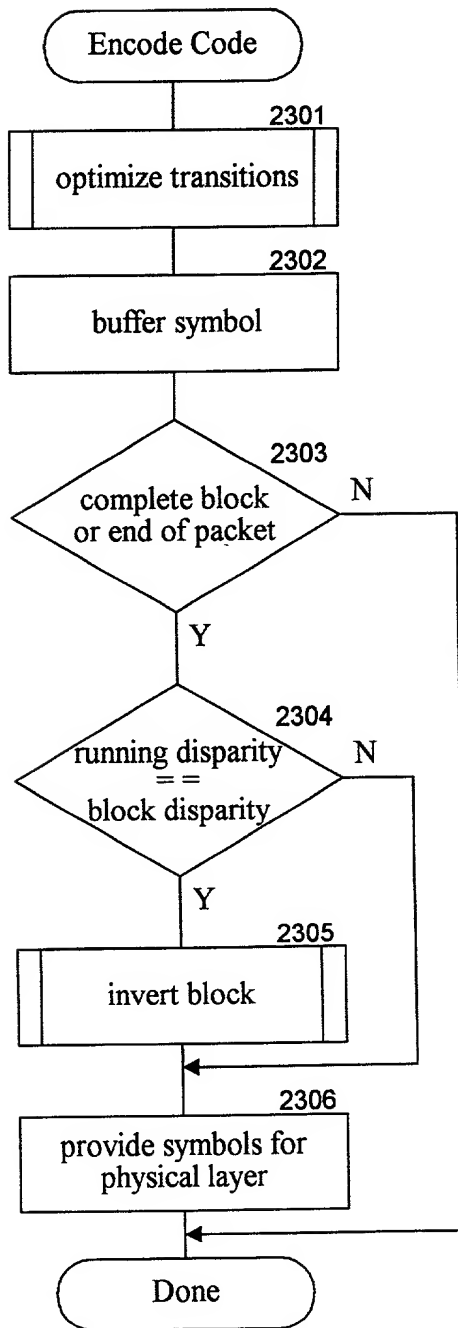 Encode Code
2301
optimize transitions
2302
buffer symbol
2303
complete block
or end of packet
N
Y
2304
running disparity
==
block disparity
N
Y
2305
invert block
2306
provide symbols for
physical layer
Done